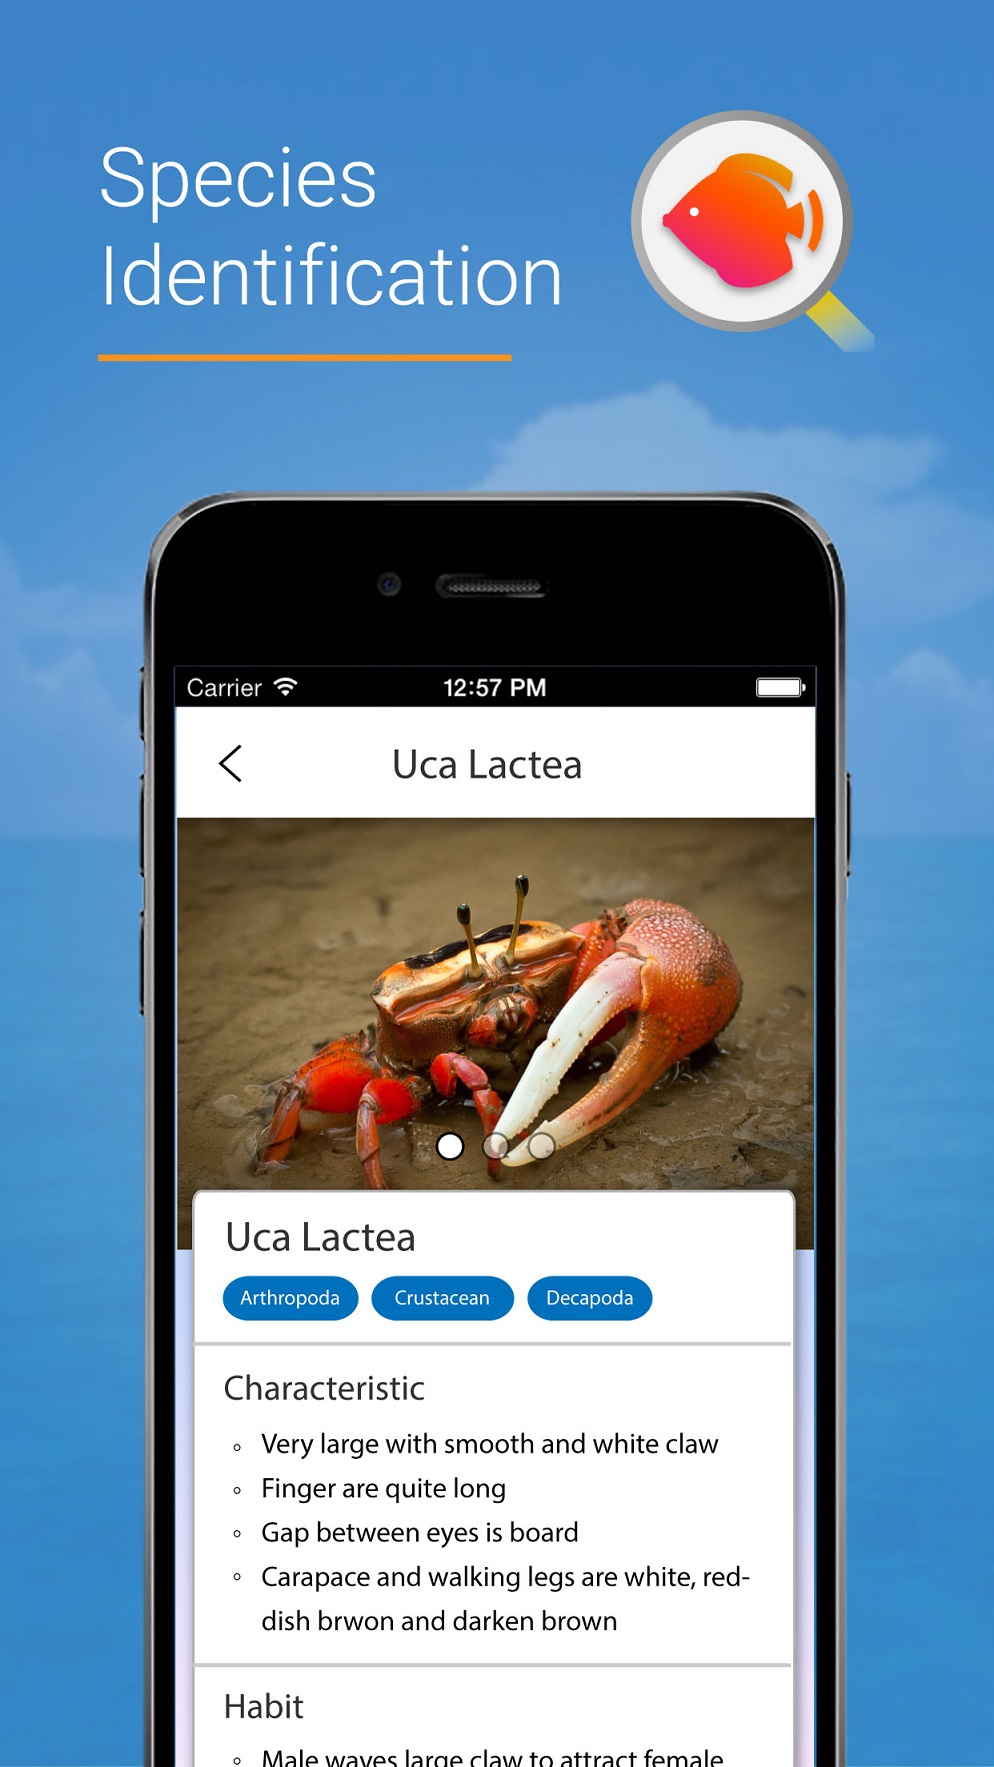 Species
Identification
Carrier
12:57 PM
Uca Lactea
Uca Lactea
Arthropoda
Crustacean
Decapoda
Characteristic
Very large with smooth and white claw
Finger are quite long
Gap between eyes is board
Carapace and walking legs are white, red-
dish brwon and darken brown
Habit
Male waves large claw to attract female